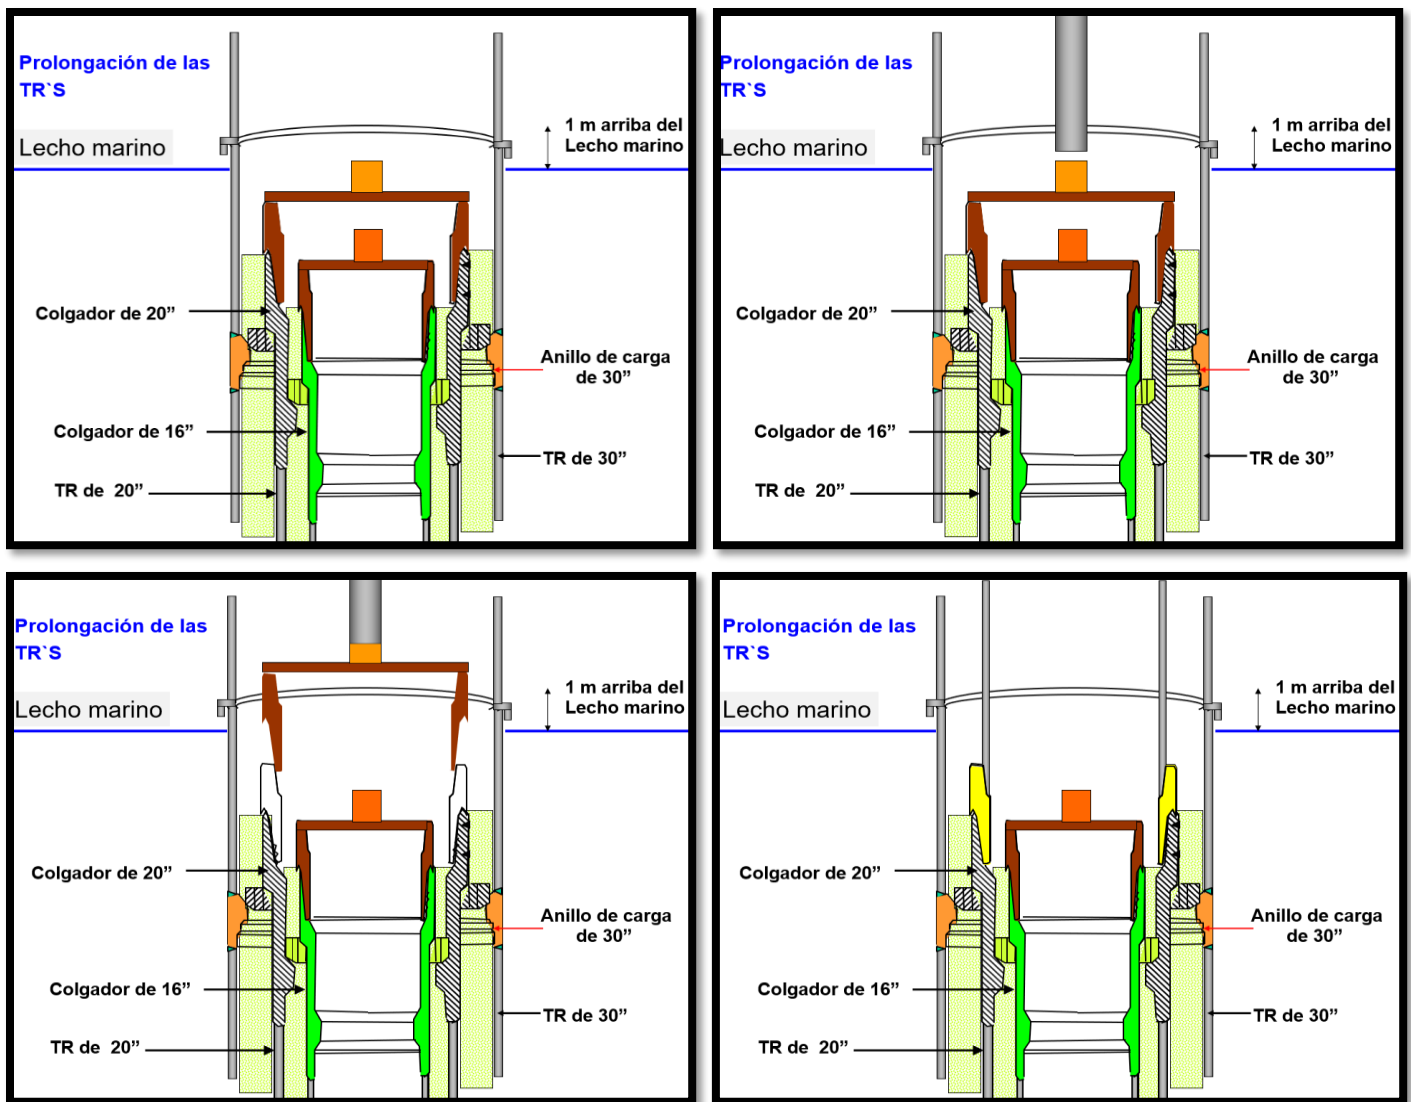 Prolongación de las
TR`S
Lecho marino
1 m arriba del
Lecho marino
Colgador de 20”
Anillo de carga
de 30”
Colgador de 16”
TR de 30”
TR de  20”
Prolongación de las
TR`S
Lecho marino
1 m arriba del
Lecho marino
Colgador de 20”
Anillo de carga
de 30”
Colgador de 16”
TR de 30”
TR de  20”
Prolongación de las
TR`S
Lecho marino
1 m arriba del
Lecho marino
Colgador de 20”
Anillo de carga
de 30”
Colgador de 16”
TR de 30”
TR de  20”
Prolongación de las
TR`S
Lecho marino
1 m arriba del
Lecho marino
Colgador de 20”
Anillo de carga
de 30”
Colgador de 16”
TR de 30”
TR de  20”